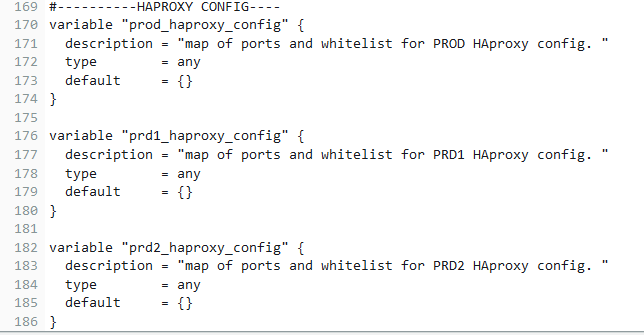 169 #----------HAPROXY CONFIG----
170 variable "prod_haproxy_config" {
171   description = "map of ports and whitelist for PROD HAproxy config. "
172   type        = any
173   default     = {}
174 }
175
176 variable "prd1_haproxy_config" {
177   description = "map of ports and whitelist for PRD1 HAproxy config. "
178   type        = any
179   default     = {}
180 }
181
182 variable "prd2_haproxy_config" {
183   description = "map of ports and whitelist for PRD2 HAproxy config. "
184   type        = any
185   default     = {}
186 }